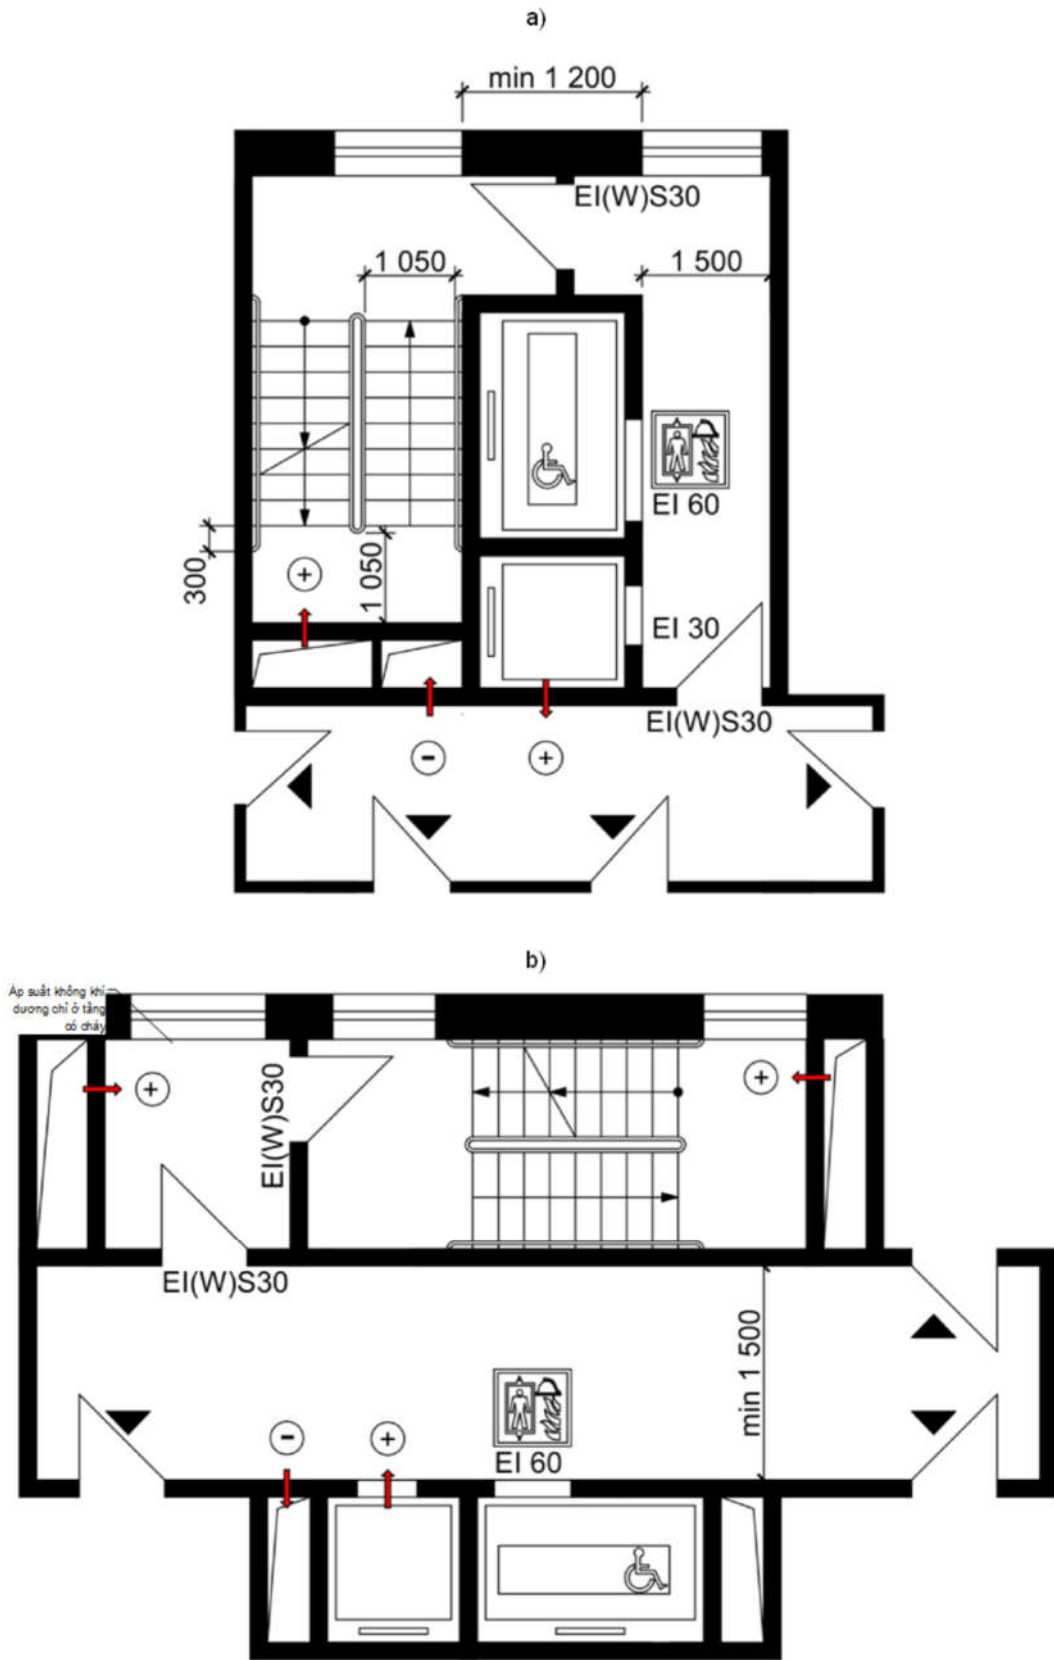 a)
min 1 200
EI(W)S30
1 050
1 500
EI 60
300
1 050
+
EI 30
EI(W)S30
-
+
b)
Áp suất không khí
dương chỉ ở tầng
có cháy
+
EI(W)S30
+
EI(W)S30
min 1 500
-
+
EI 60